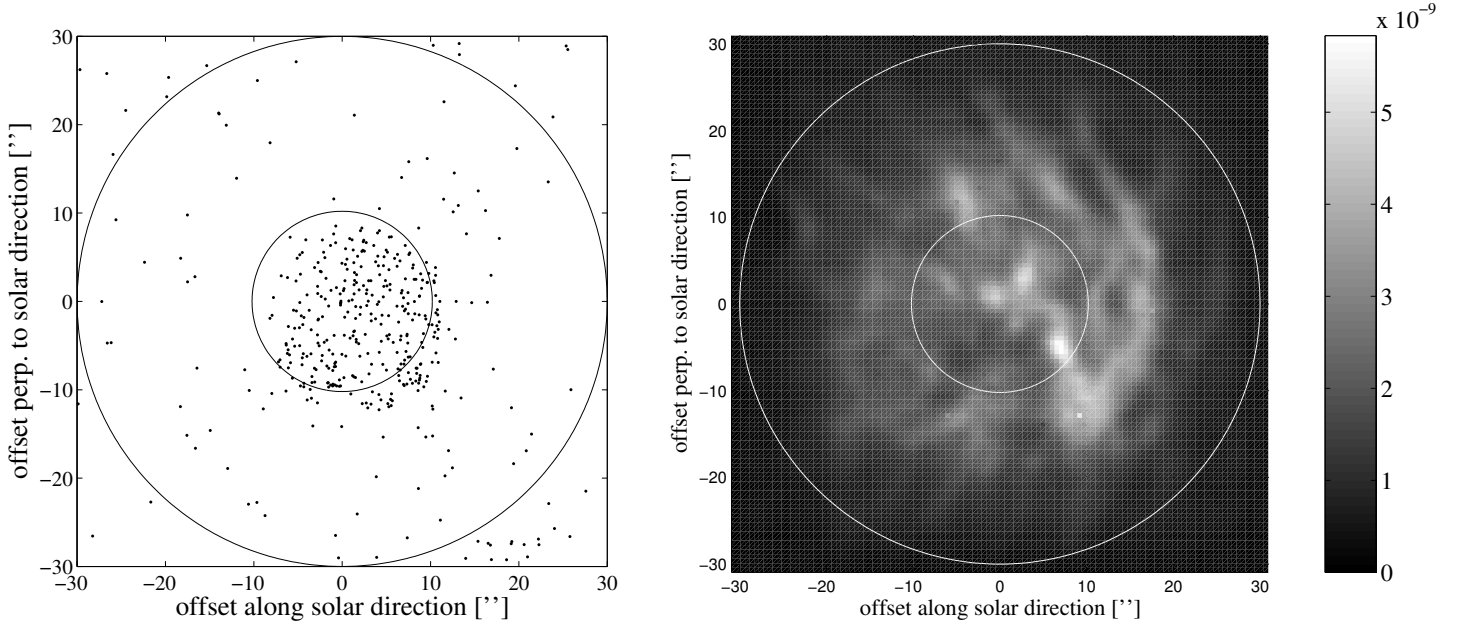 x 10⁻⁹
30
20
10
0
−10
−20
−30
offset perp. to solar direction [’’]
−30 −20 −10 0 10 20 30
offset along solar direction [’’]
30
20
10
0
−10
−20
−30
offset perp. to solar direction [’’]
−30 −20 −10 0 10 20 30
offset along solar direction [’’]
5
4
3
2
1
0